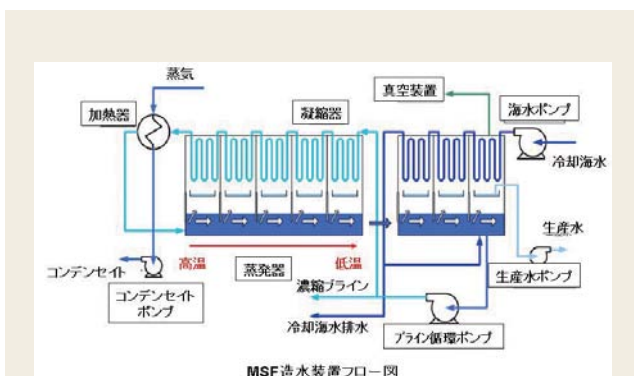 蒸気
加熱器
凝縮器
真空装置
海水ポンプ
冷却海水
生産水
コンデンセイト
高温
低温
蒸発器
生産水ポンプ
コンデンセイト
ポンプ
濃縮ブライン
冷却海水排水
ブライン循環ポンプ
MSF造水装置フロー図